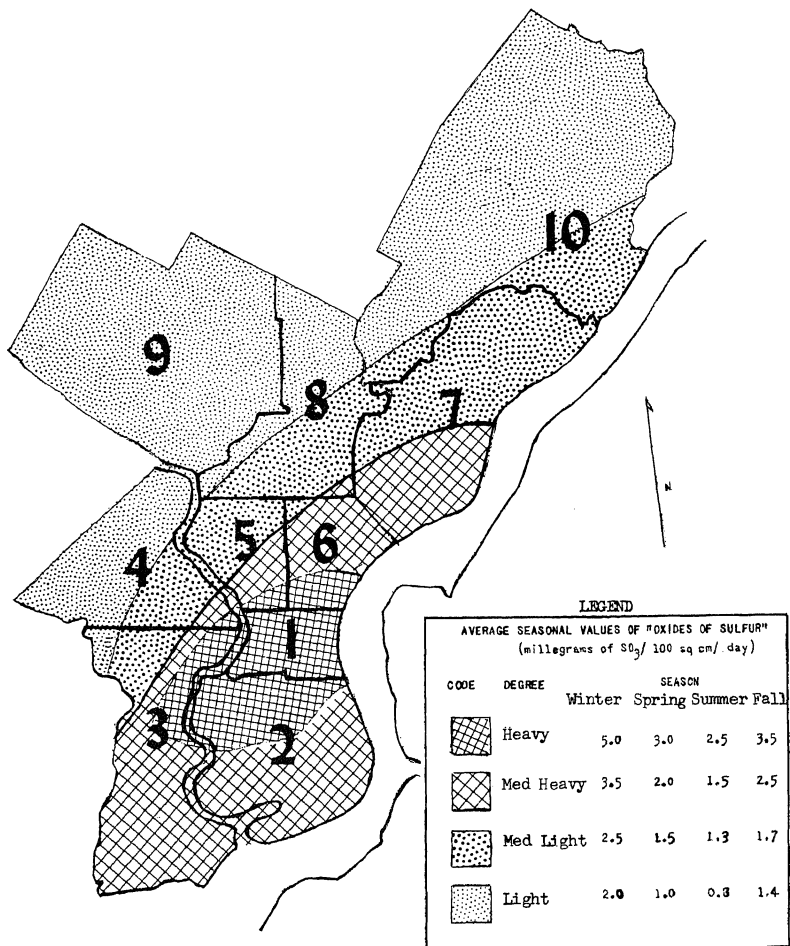 10
9
8
7
5
6
4
1
3
2
N
LEGEND
AVERAGE SEASONAL VALUES OF "OXIDES OF SULFUR"
(millegrams of SO3/ 100 sq cm/ day)
CODE DEGREE SEASON
Winter Spring Summer Fall
Heavy 5.0 3.0 2.5 3.5
Med Heavy 3.5 2.0 1.5 2.5
Med Light 2.5 1.5 1.3 1.7
Light 2.0 1.0 0.8 1.4